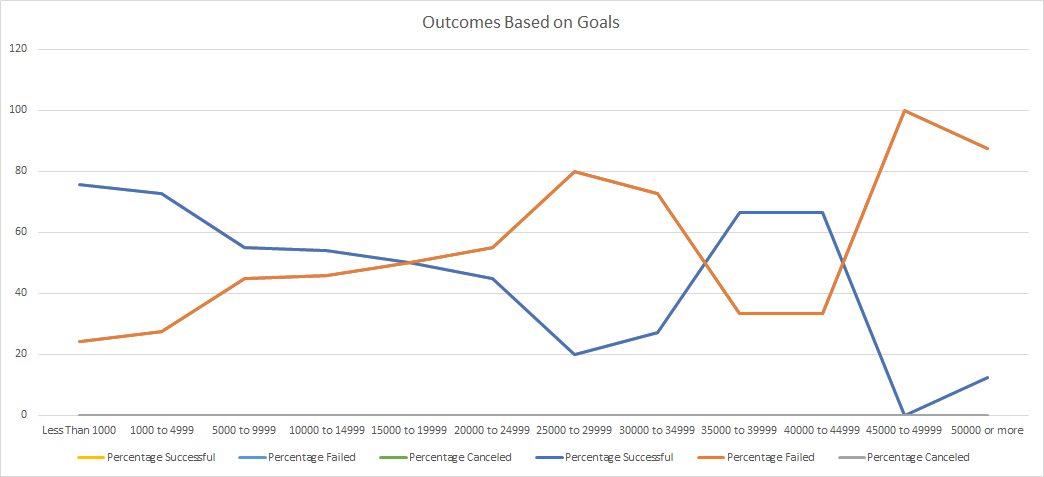 Outcomes Based on Goals
120
100
80
60
40
20
0
Less Than 1000 1000 to 4999 5000 to 9999 10000 to 14999 15000 to 19999 20000 to 24999 25000 to 29999 30000 to 34999 35000 to 39999 40000 to 44999 45000 to 49999 50000 or more
Percentage Successful Percentage Failed Percentage Canceled Percentage Successful Percentage Failed Percentage Canceled